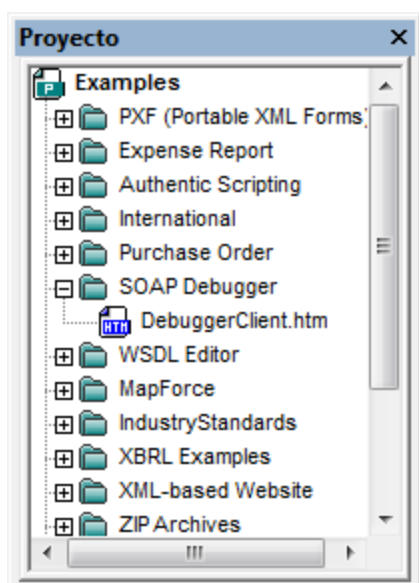 Proyecto
Examples
PXF (Portable XML Forms)
Expense Report
Authentic Scripting
International
Purchase Order
SOAP Debugger
DebuggerClient.htm
WSDL Editor
MapForce
IndustryStandards
XBRL Examples
XML-based Website
ZIP Archives